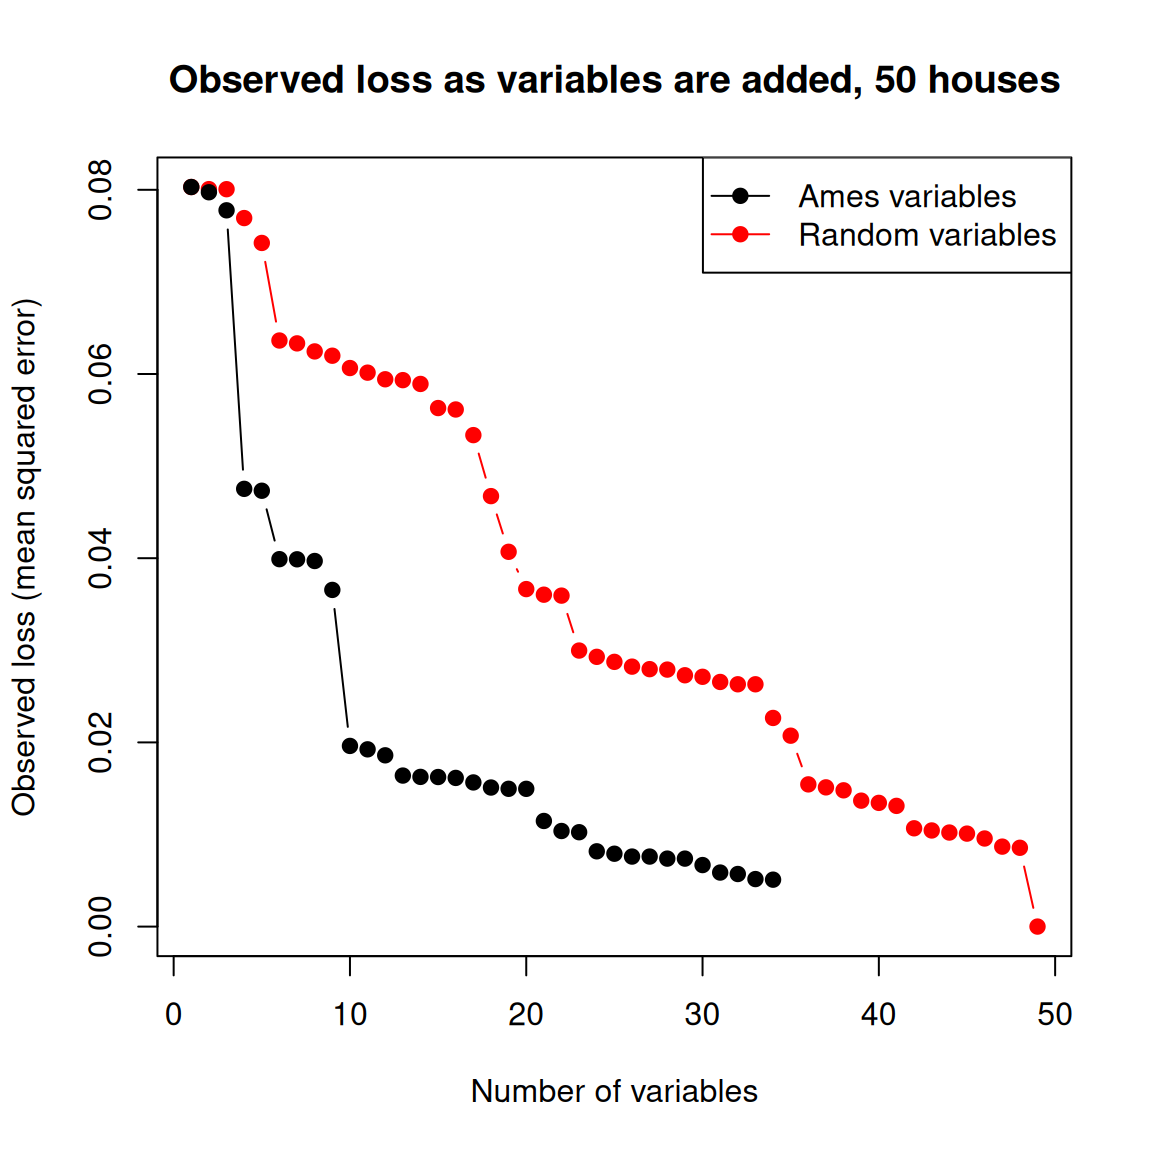 Observed loss as variables are added, 50 houses
Ames variables
Random variables
Observed loss (mean squared error)
0.08
0.06
0.04
0.02
0.00
0 10 20 30 40 50
Number of variables